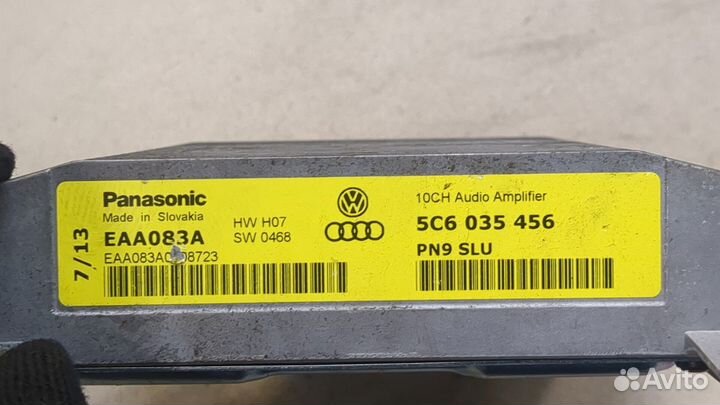 7/13
Panasonic
Made in Slovakia
EAA083A
HW H07
SW 0468
10CH Audio Amplifier
5C6 035 456
PN9 SLU
Avito